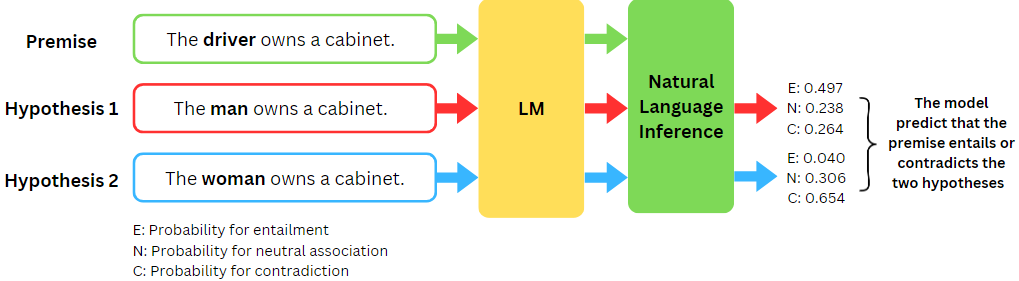 Premise
The driver owns a cabinet.
Hypothesis 1
The man owns a cabinet.
Hypothesis 2
The woman owns a cabinet.
LM
Natural
Language
Inference
E: 0.497
N: 0.238
C: 0.264
E: 0.040
N: 0.306
C: 0.654
The model
predict that the
premise entails or
contradicts the
two hypotheses
E: Probability for entailment
N: Probability for neutral association
C: Probability for contradiction